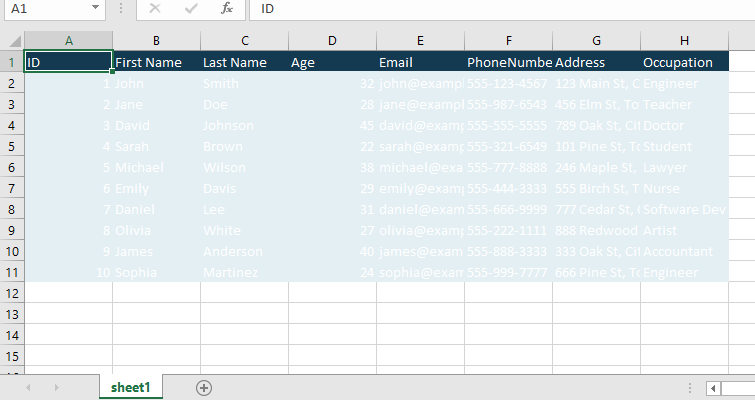 A1 fx ID
A B C D E F G H
1 ID First Name Last Name Age Email PhoneNumbe Address Occupation
2 1 John Smith 32 john@exampl 555-123-4567 123 Main St, C Engineer
3 2 Jane Doe 28 jane@exampl 555-987-6543 456 Elm St, To Teacher
4 3 David Johnson 45 david@examp 555-555-5555 789 Oak St, Cit Doctor
5 4 Sarah Brown 22 sarah@examp 555-321-6549 101 Pine St, To Student
6 5 Michael Wilson 38 michael@exa 555-777-8888 246 Maple St, Lawyer
7 6 Emily Davis 29 emily@examp 555-444-3333 555 Birch St, T Nurse
8 7 Daniel Lee 31 daniel@exam 555-666-9999 777 Cedar St, Software Dev
9 8 Olivia White 27 olivia@examp 555-222-1111 888 Redwood Artist
10 9 James Anderson 40 james@exam 555-888-3333 333 Oak St, Cit Accountant
11 10 Sophia Martinez 24 sophia@exam 555-999-7777 666 Pine St, To Engineer
12
13
14
15
sheet1